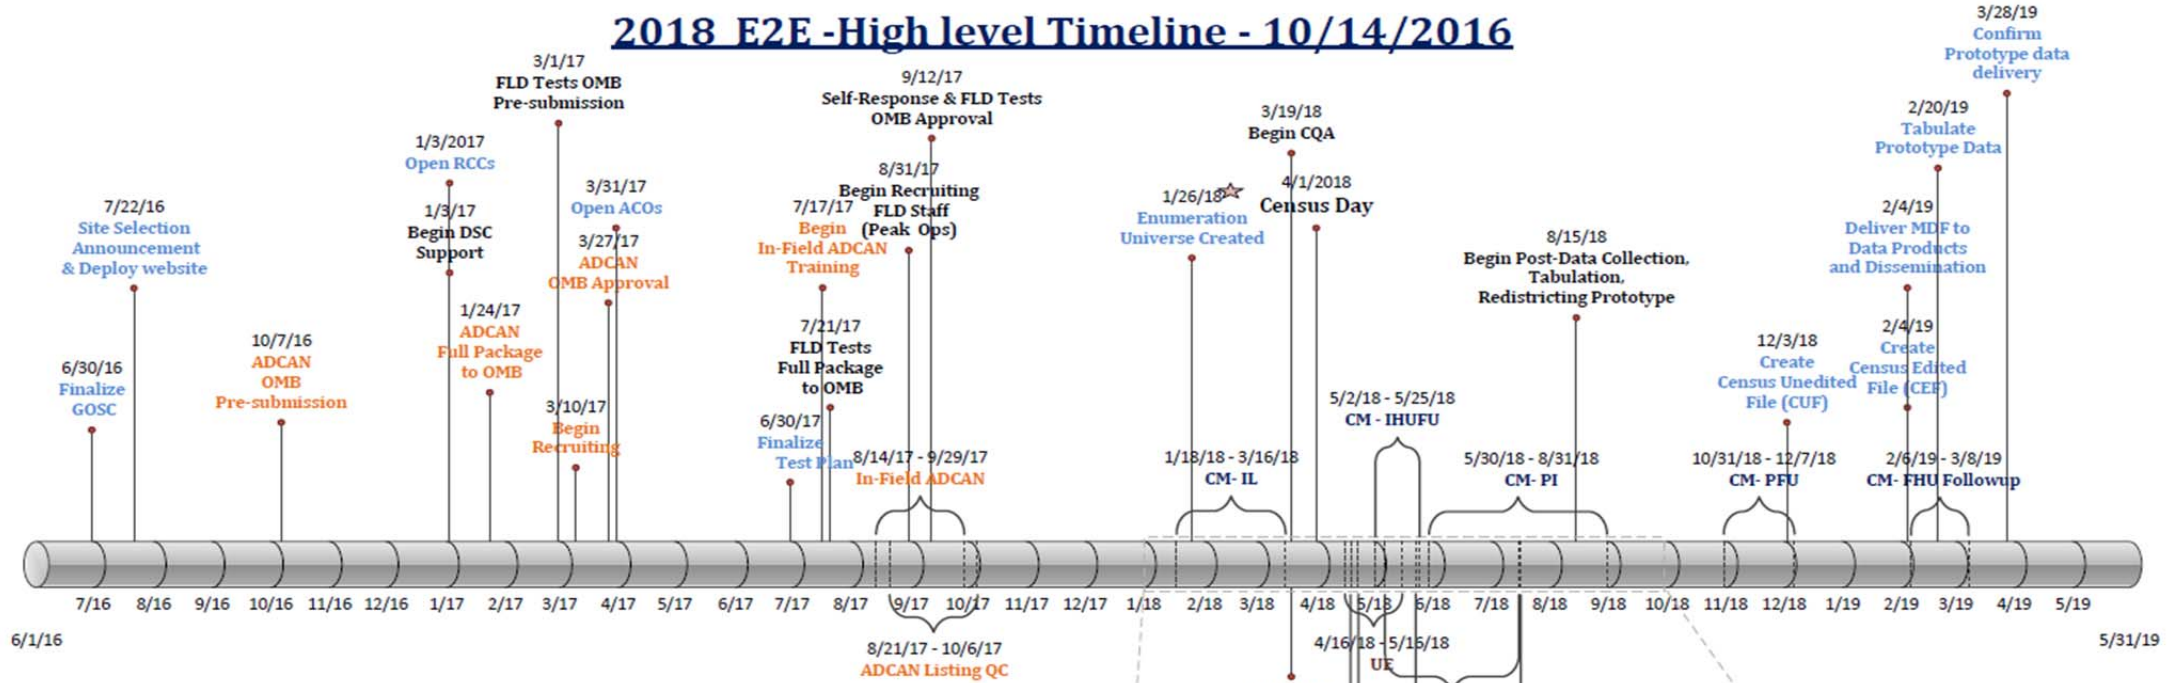 2018 E2E -High level Timeline - 10/14/2016
7/22/16
Site Selection
Announcement
& Deploy website
6/30/16
Finalize
GOSC
10/7/16
ADCAN
OMB
Pre-submission
1/3/2017
Open RCCs
1/3/17
Begin DSC
Support
1/24/17
ADCAN
Full Package
to OMB
3/1/17
FLD Tests OMB
Pre-submission
3/31/17
Open ACOs
3/27/17
ADCAN
OMB Approval
3/10/17
Begin
Recruiting
9/12/17
Self-Response & FLD Tests
OMB Approval
8/31/17
Begin Recruiting
FLD Staff
(Peak Ops)
7/17/17
Begin
In-Field ADCAN
Training
7/21/17
FLD Tests
Full Package
to OMB
6/30/17
Finalize
Test Plan
8/14/17 - 9/29/17
In-Field ADCAN
1/26/18
Enumeration
Universe Created
3/19/18
Begin CQA
4/1/2018
Census Day
1/18/18 - 3/16/18
CM- IL
5/2/18 - 5/25/18
CM - IHUFU
8/15/18
Begin Post-Data Collection,
Tabulation,
Redistricting Prototype
5/30/18 - 8/31/18
CM- PI
12/3/18
Create
Census Unedited
File (CUF)
10/31/18 - 12/7/18
CM- PFU
3/28/19
Confirm
Prototype data
delivery
2/20/19
Tabulate
Prototype Data
2/4/19
Deliver MDF to
Data Products
and Dissemination
2/4/19
Create
Census Edited
File (CEF)
2/6/19 - 3/8/19
CM- FHU Followup
7/16 8/16 9/16 10/16 11/16 12/16 1/17 2/17 3/17 4/17 5/17 6/17 7/17 8/17 9/17 10/17 11/17 12/17 1/18 2/18 3/18 4/18 5/18 6/18 7/18 8/18 9/18 10/18 11/18 12/18 1/19 2/19 3/19 4/19 5/19
6/1/16
5/31/19
8/21/17 - 10/6/17
ADCAN Listing QC
4/16/18 - 5/16/18
UE